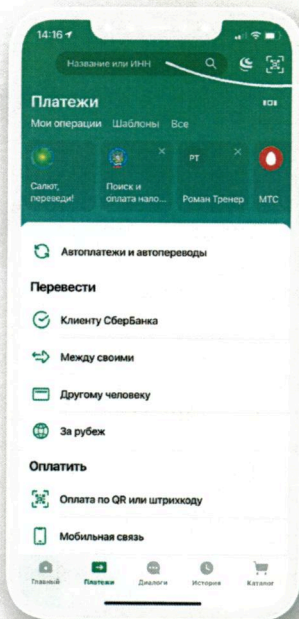 14:16
Название или ИНН
Платежи
Мои операции Шаблоны Все
Салют,
переведи!
Поиск и
оплата нало...
РТ
Роман Тренер
МТС
Автоплатежи и автопереводы
Перевести
Клиенту СберБанка
Между своими
Другому человеку
За рубеж
Оплатить
Оплата по QR или штрихкоду
Мобильная связь
Главный Платежи Диалоги История Каталог